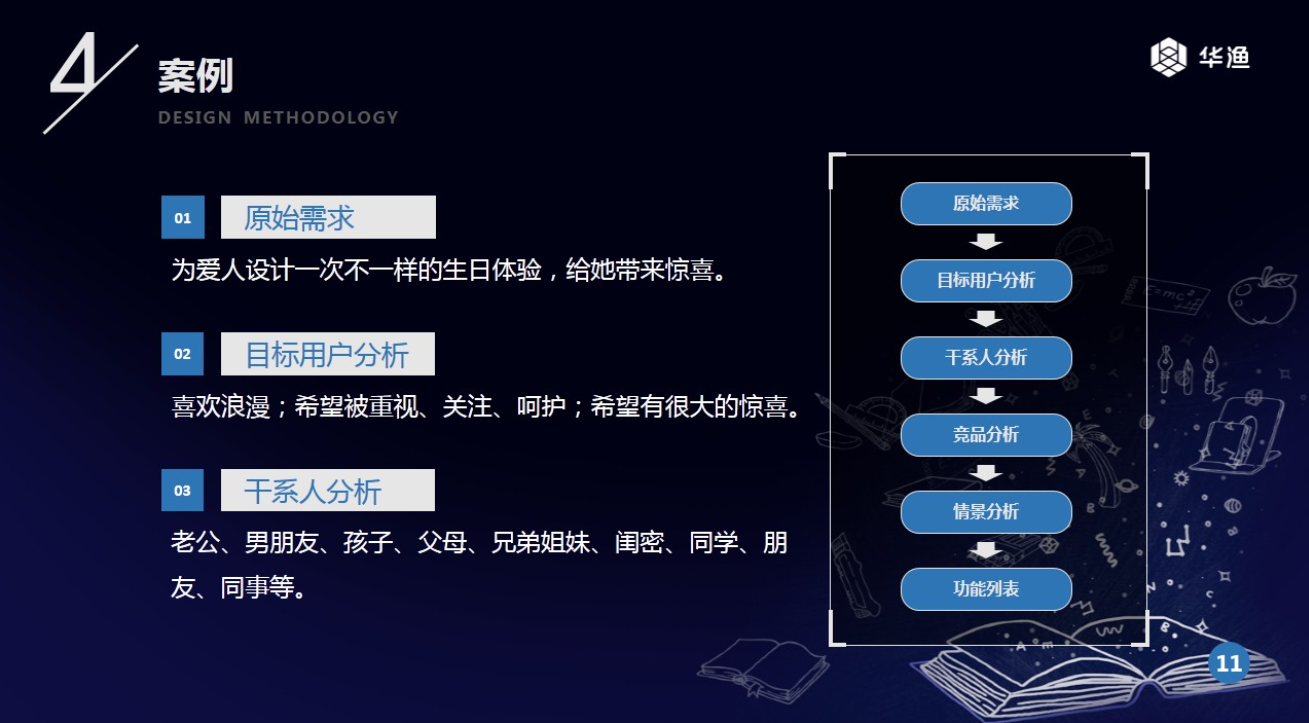 4
案例
DESIGN METHODOLOGY
华渔
01
原始需求
为爱人设计一次不一样的生日体验，给她带来惊喜。
02
目标用户分析
喜欢浪漫；希望被重视、关注、呵护；希望有很大的惊喜。
03
干系人分析
老公、男朋友、孩子、父母、兄弟姐妹、闺密、同学、朋
友、同事等。
原始需求
目标用户分析
干系人分析
竞品分析
情景分析
功能列表
E=mc²
11